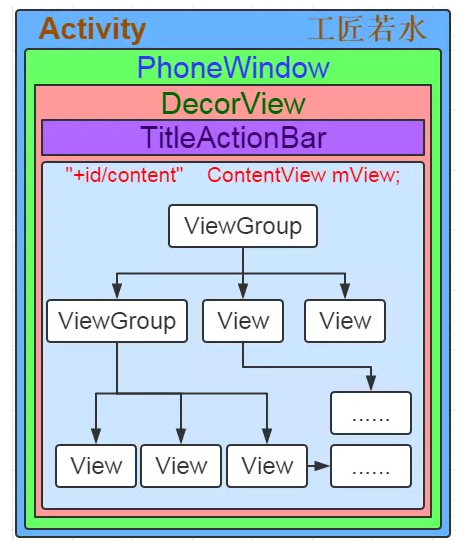 Activity 工匠若水
PhoneWindow
DecorView
TitleActionBar
"+id/content" ContentView mView;
ViewGroup
ViewGroup View View
......
View View View ......